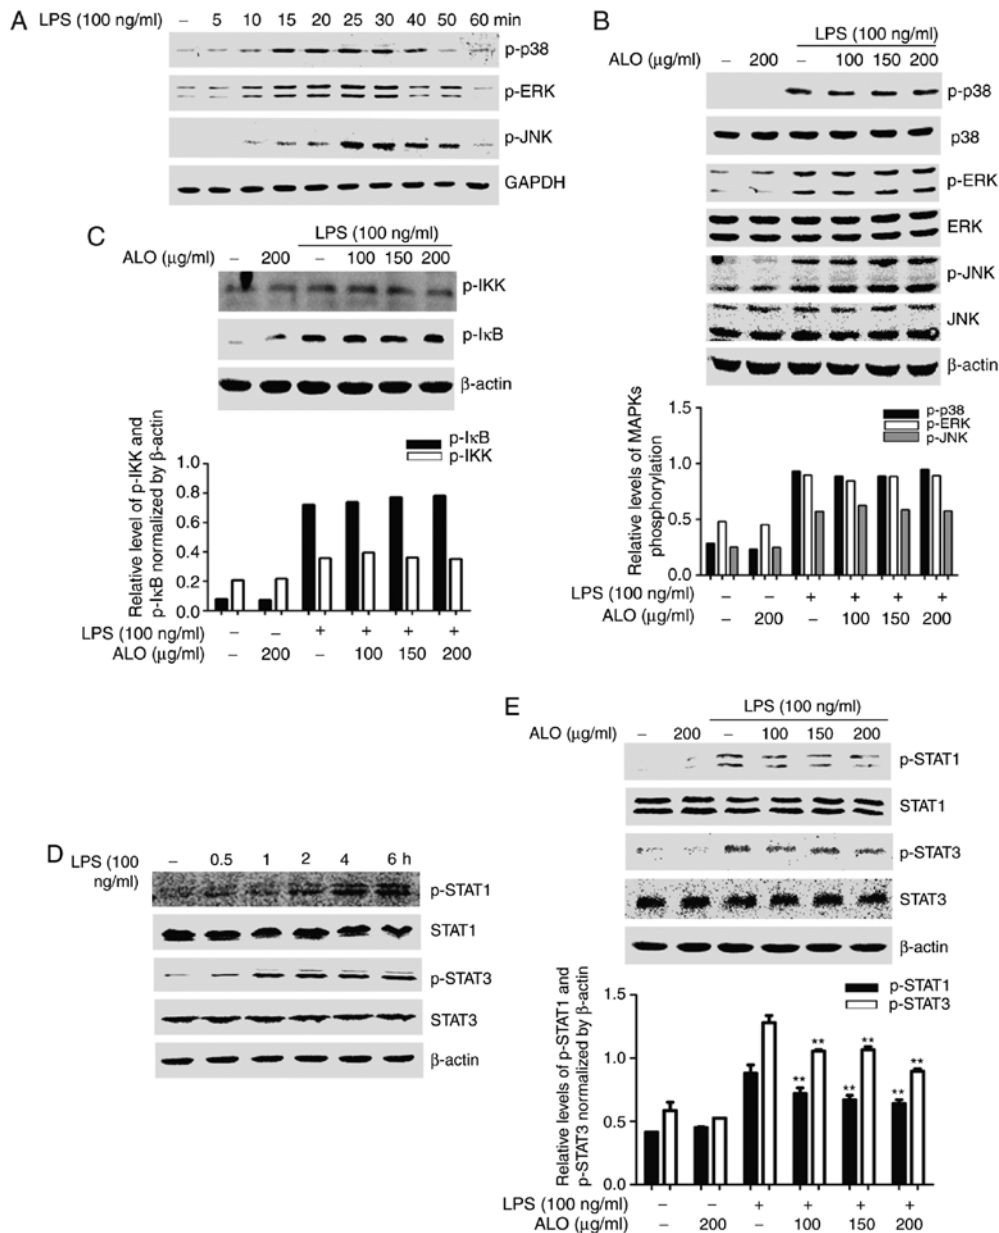 A
LPS (100 ng/ml) – 5 10 15 20 25 30 40 50 60 min
p-p38
p-ERK
p-JNK
GAPDH
B
LPS (100 ng/ml)
ALO (µg/ml) – 200 – 100 150 200
p-p38
p38
p-ERK
ERK
p-JNK
JNK
β-actin
Relative levels of MAPKs
phosphorylation
1.5
1.0
0.5
0.0
p-p38
p-ERK
p-JNK
LPS (100 ng/ml) – – + + + +
ALO (µg/ml) – 200 – 100 150 200
C
LPS (100 ng/ml)
ALO (µg/ml) – 200 – 100 150 200
p-IKK
p-IκB
β-actin
Relative level of p-IKK and
p-IκB normalized by β-actin
1.0
0.8
0.6
0.4
0.2
0.0
p-IκB
p-IKK
LPS (100 ng/ml) – – + + + +
ALO (µg/ml) – 200 – 100 150 200
D
LPS (100
ng/ml)
– 0.5 1 2 4 6 h
p-STAT1
STAT1
p-STAT3
STAT3
β-actin
E
LPS (100 ng/ml)
ALO (µg/ml) – 200 – 100 150 200
p-STAT1
STAT1
p-STAT3
STAT3
β-actin
Relative levels of p-STAT1 and
p-STAT3 normalized by β-actin
1.5
1.0
0.5
0.0
p-STAT1
p-STAT3
** ** ** ** ** **
LPS (100 ng/ml) – – + + + +
ALO (µg/ml) – 200 – 100 150 200